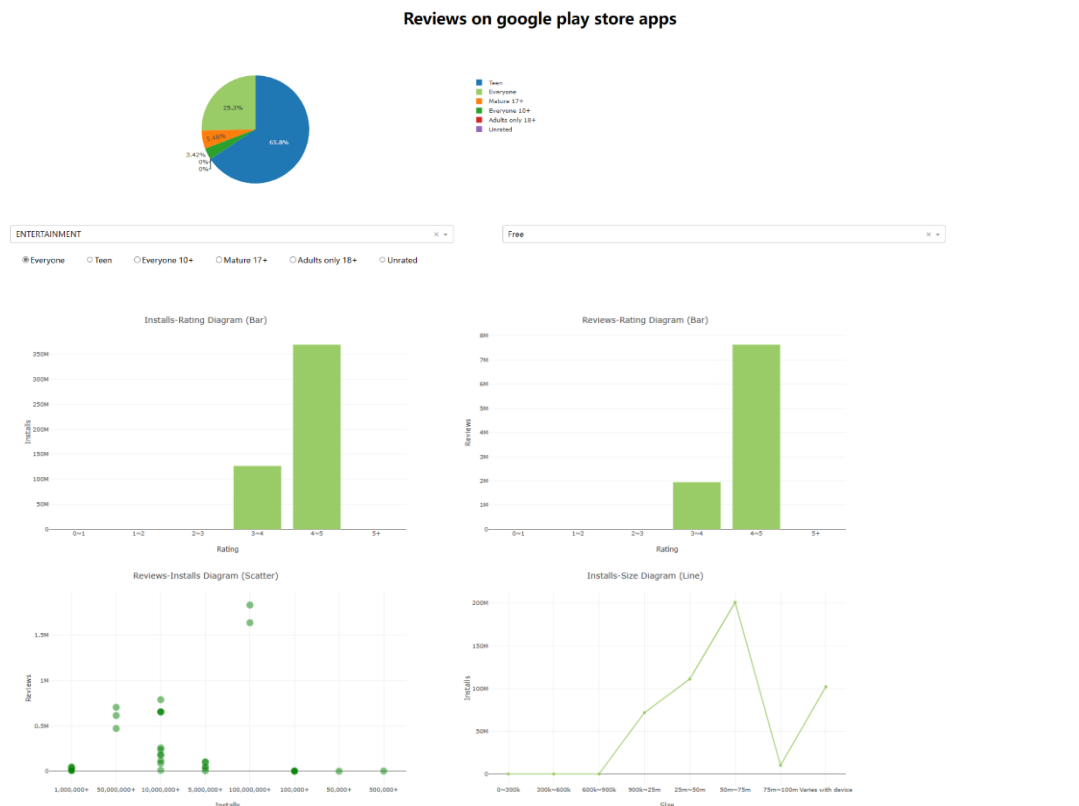 Reviews on google play store apps
Teen
Everyone
Mature 17+
Everyone 10+
Adults only 18+
Unrated
25.3%
5.48%
65.8%
3.42%
0%
0%
ENTERTAINMENT × 
Free ×
Everyone Teen Everyone 10+ Mature 17+ Adults only 18+ Unrated
Installs-Rating Diagram (Bar)
350M
300M
250M
200M
150M
100M
50M
0
Installs
0~1 1~2 2~3 3~4 4~5 5+
Rating
Reviews-Rating Diagram (Bar)
8M
7M
6M
5M
4M
3M
2M
1M
0
Reviews
0~1 1~2 2~3 3~4 4~5 5+
Rating
Reviews-Installs Diagram (Scatter)
1.5M
1M
0.5M
0
Reviews
1,000,000+ 50,000,000+ 10,000,000+ 5,000,000+ 100,000,000+ 100,000+ 50,000+ 500,000+
Installs
Installs-Size Diagram (Line)
200M
150M
100M
50M
0
Installs
0~300k 300k~600k 600k~900k 900k~25m 25m~50m 50m~75m 75m~100m Varies with device
Size